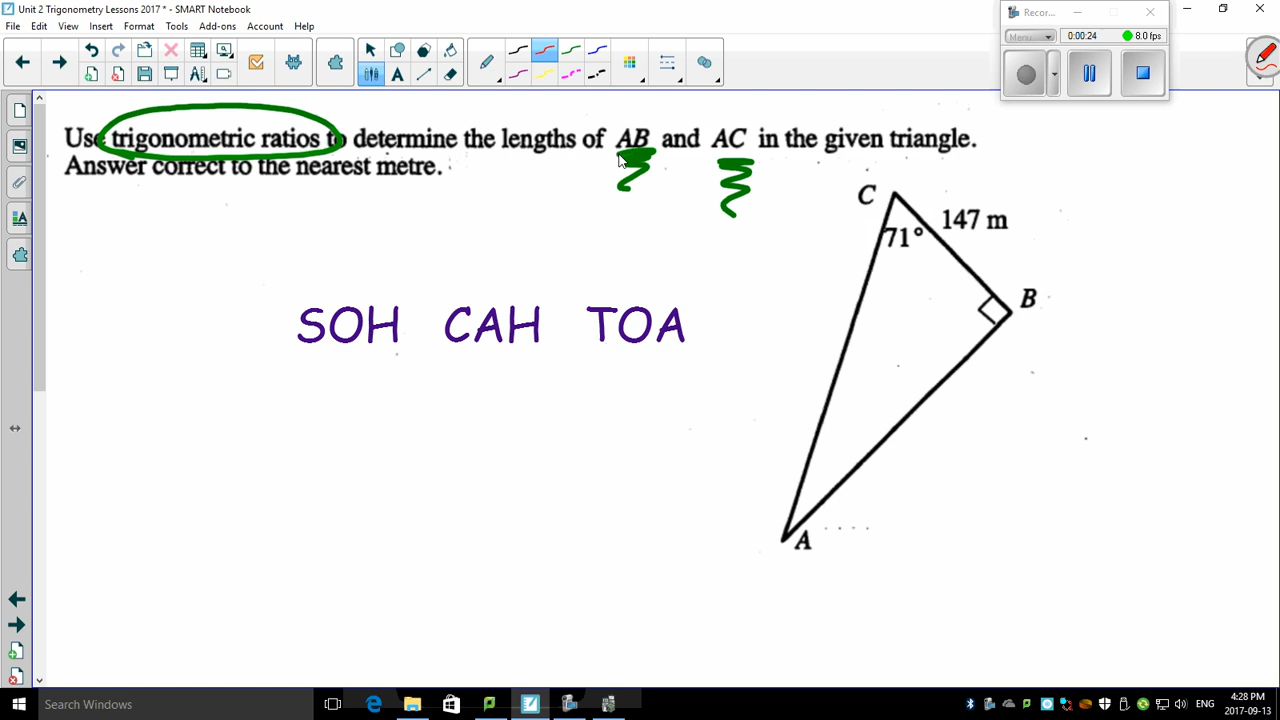 Unit 2 Trigonometry Lessons 2017 * - SMART Notebook
File Edit View Insert Format Tools Add-ons Account Help
Recor...
Menu
0:00:24
8.0 fps
Use trigonometric ratios to determine the lengths of AB and AC in the given triangle.
Answer correct to the nearest metre.
C
147 m
71°
B
SOH CAH TOA
A
Search Windows
4:28 PM
2017-09-13